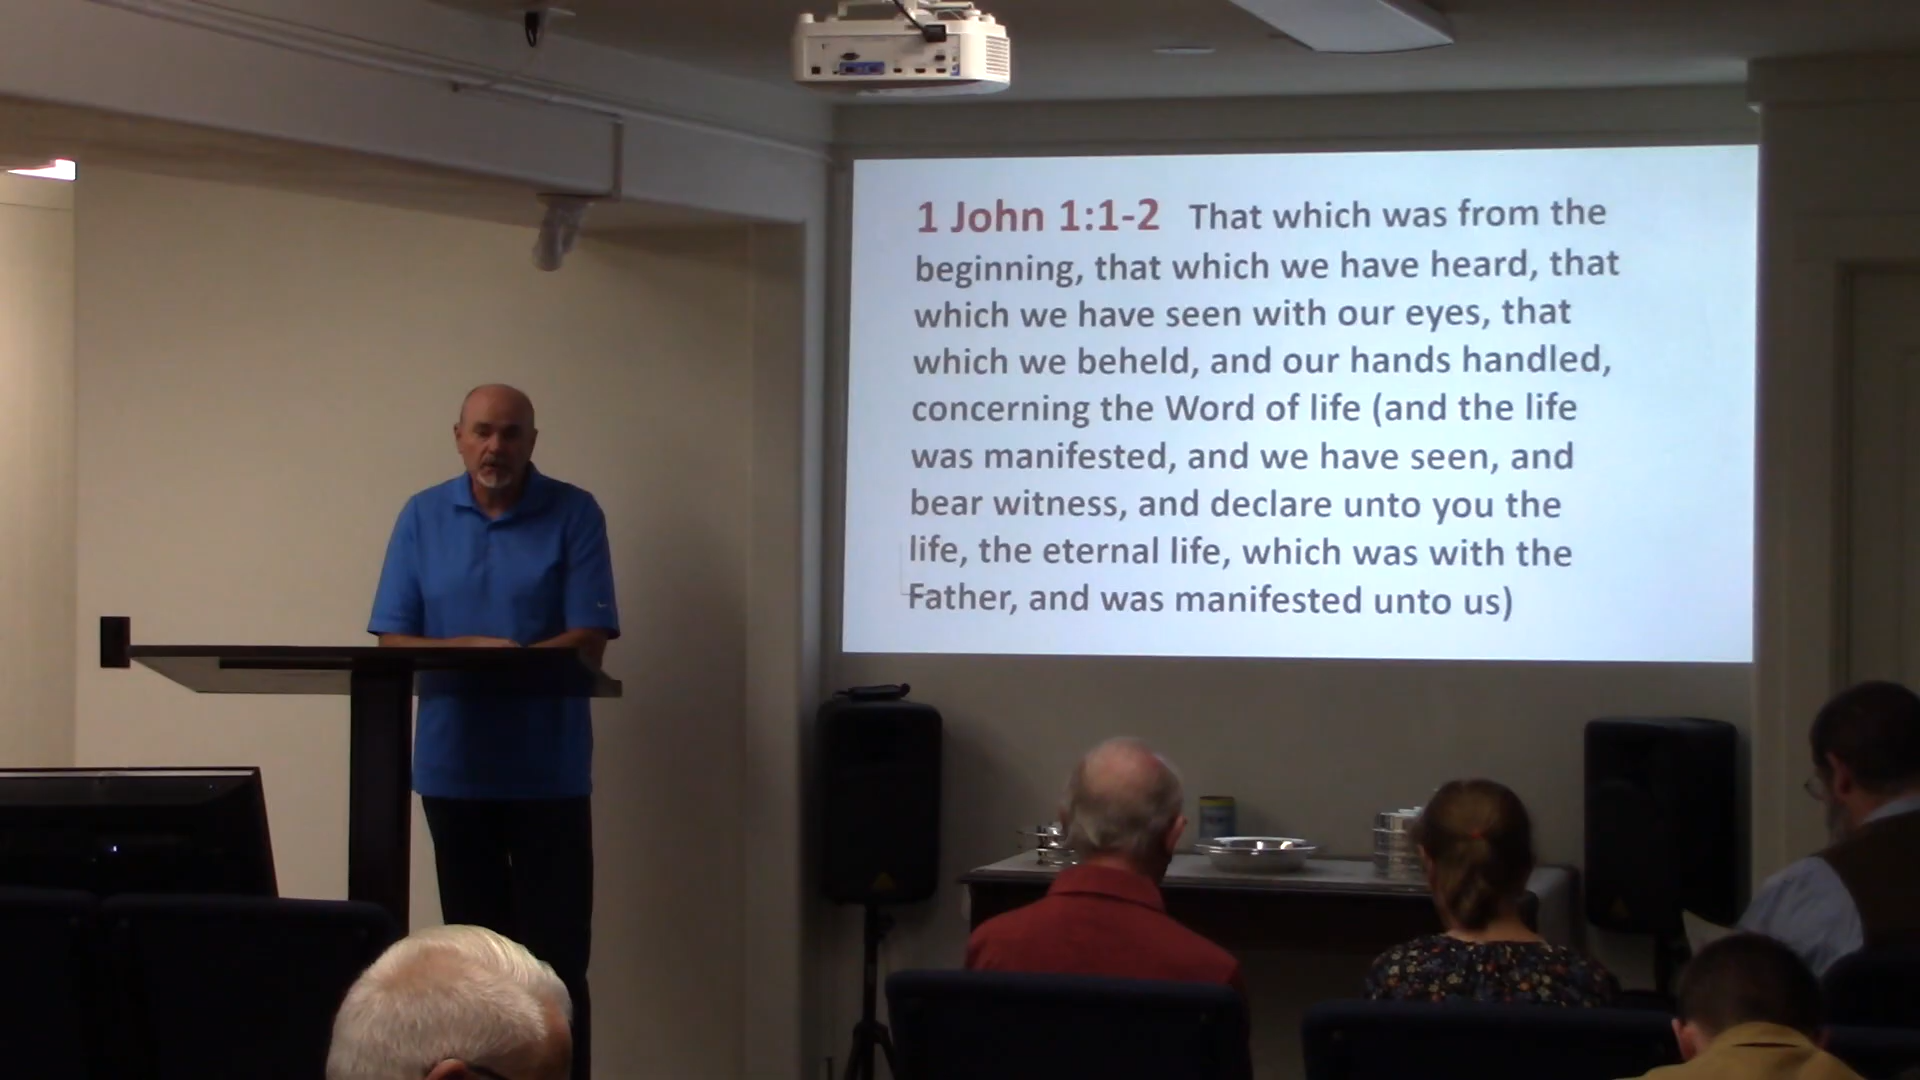 1 John 1:1-2 That which was from the
beginning, that which we have heard, that
which we have seen with our eyes, that
which we beheld, and our hands handled,
concerning the Word of life (and the life
was manifested, and we have seen, and
bear witness, and declare unto you the
life, the eternal life, which was with the
Father, and was manifested unto us)